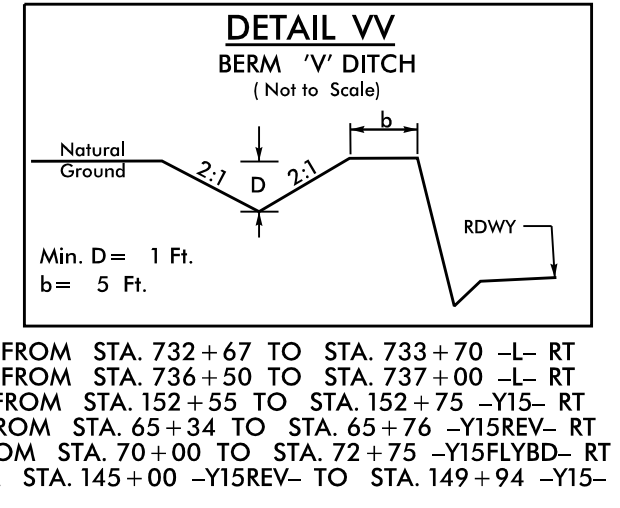 DETAIL VV
BERM 'V' DITCH
( Not to Scale)
b
Natural
Ground
2:1
D
2:1
RDWY
Min. D= 1 Ft.
b= 5 Ft.
FROM STA. 732+67 TO STA. 733+70 -L- RT
FROM STA. 736+50 TO STA. 737+00 -L- RT
FROM STA. 152+55 TO STA. 152+75 -Y15- RT
ROM STA. 65+34 TO STA. 65+76 -Y15REV- RT
OM STA. 70+00 TO STA. 72+75 -Y15FLYBD- RT
STA. 145+00 -Y15REV- TO STA. 149+94 -Y15-